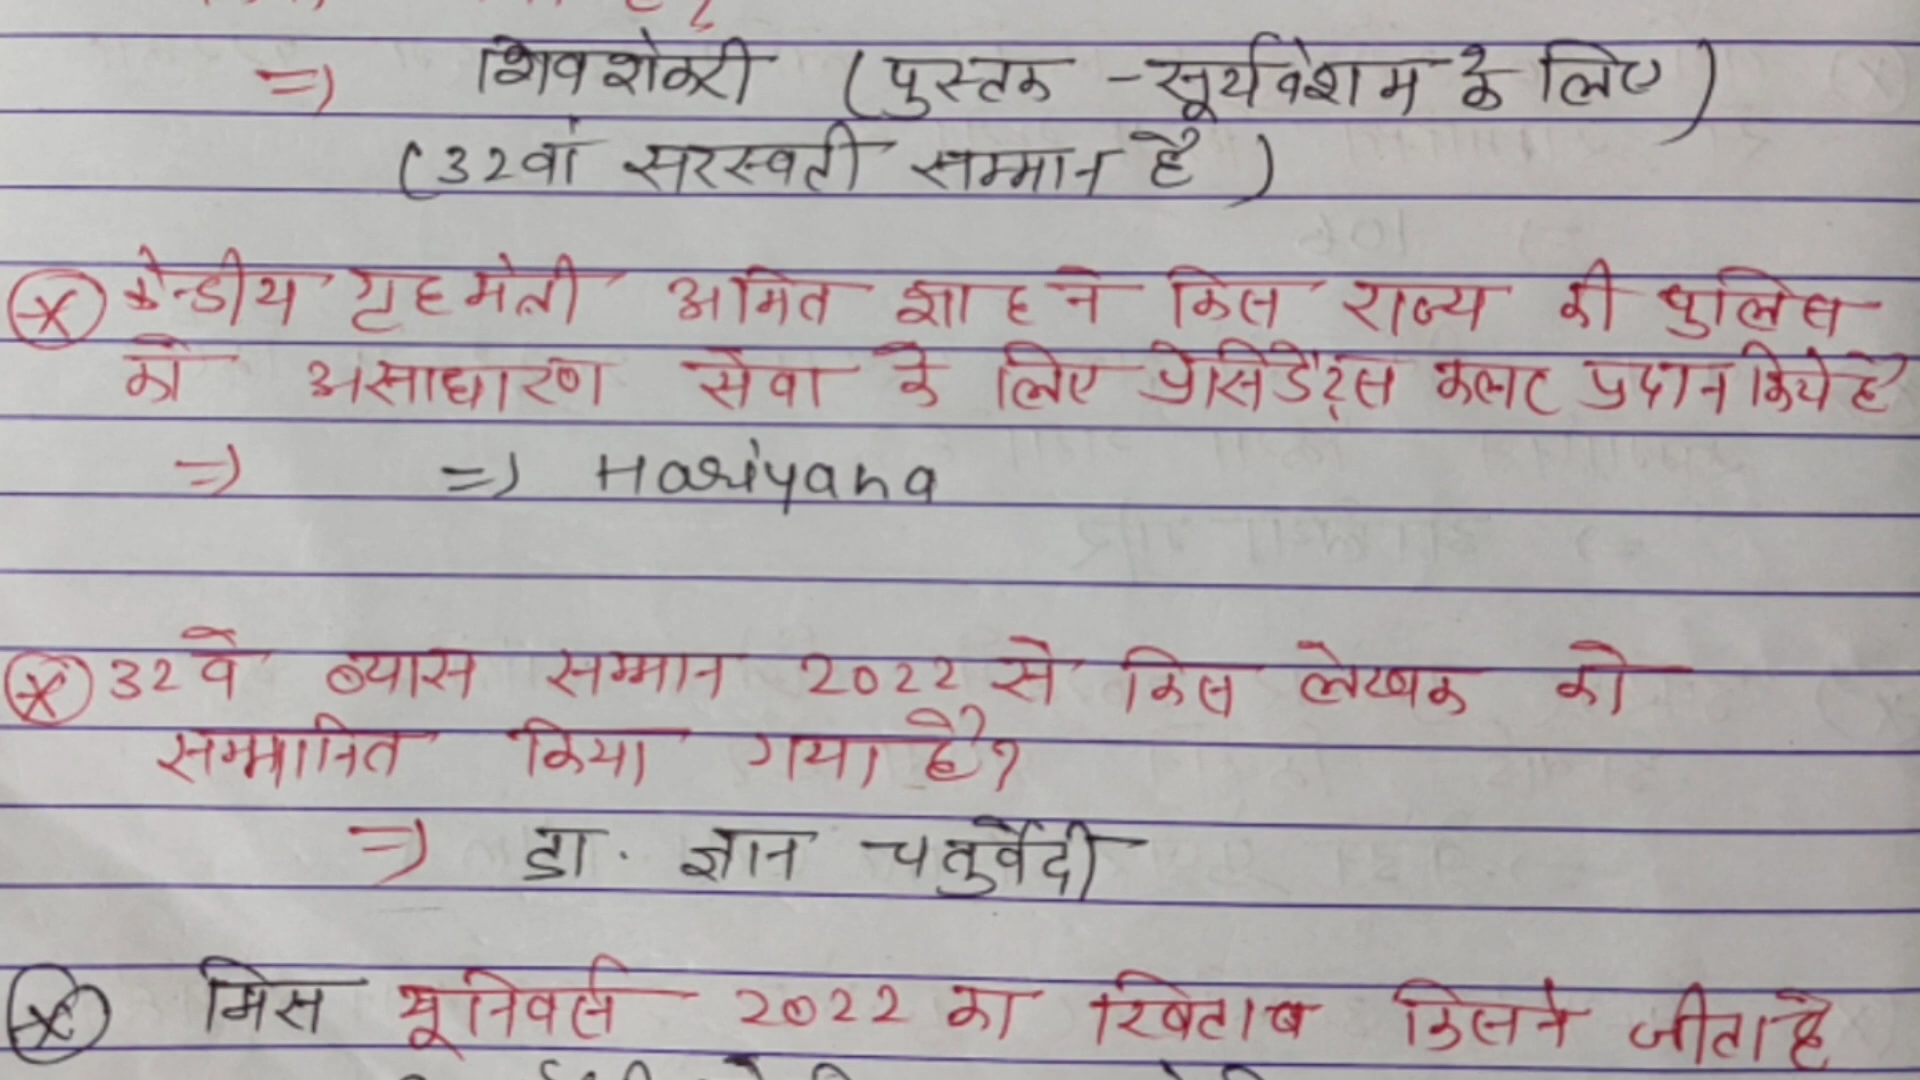 =) शिवशंकरी (पुस्तक - सूर्यवंशम के लिए)
(32वां सरस्वती सम्मान है)
केन्द्रीय गृहमंत्री अमित शाह ने किस राज्य की पुलिस
को असाधारण सेवा के लिए प्रेसिडेंट्स कलर प्रदान किये है
=) =) Hariyana
32वे व्यास सम्मान 2022 से किस लेखक को
सम्मानित किया गया है?
=) डा. ज्ञान चतुर्वेदी
मिस यूनिवर्स 2022 का खिताब किसने जीता है